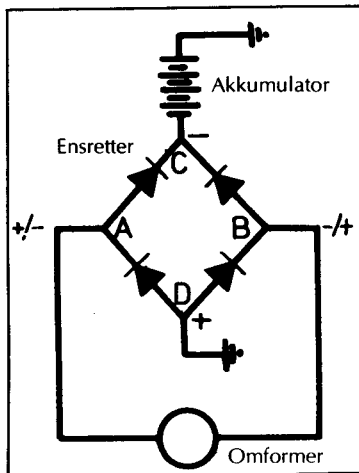 Akkumulator
−
Ensretter
C
+/−
A
B
−/+
D
+
Omformer